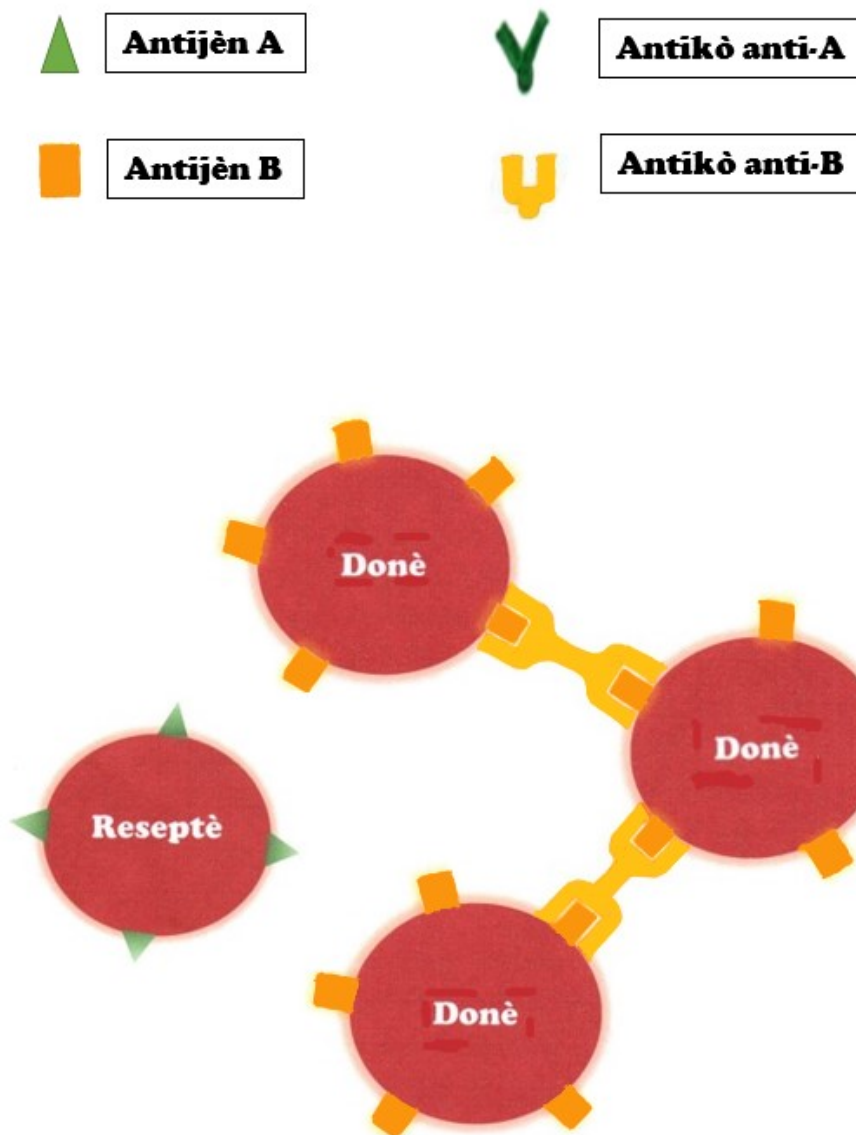 Antijèn A
Antikò anti-A
Antijèn B
Antikò anti-B
Donè
Donè
Reseptè
Donè